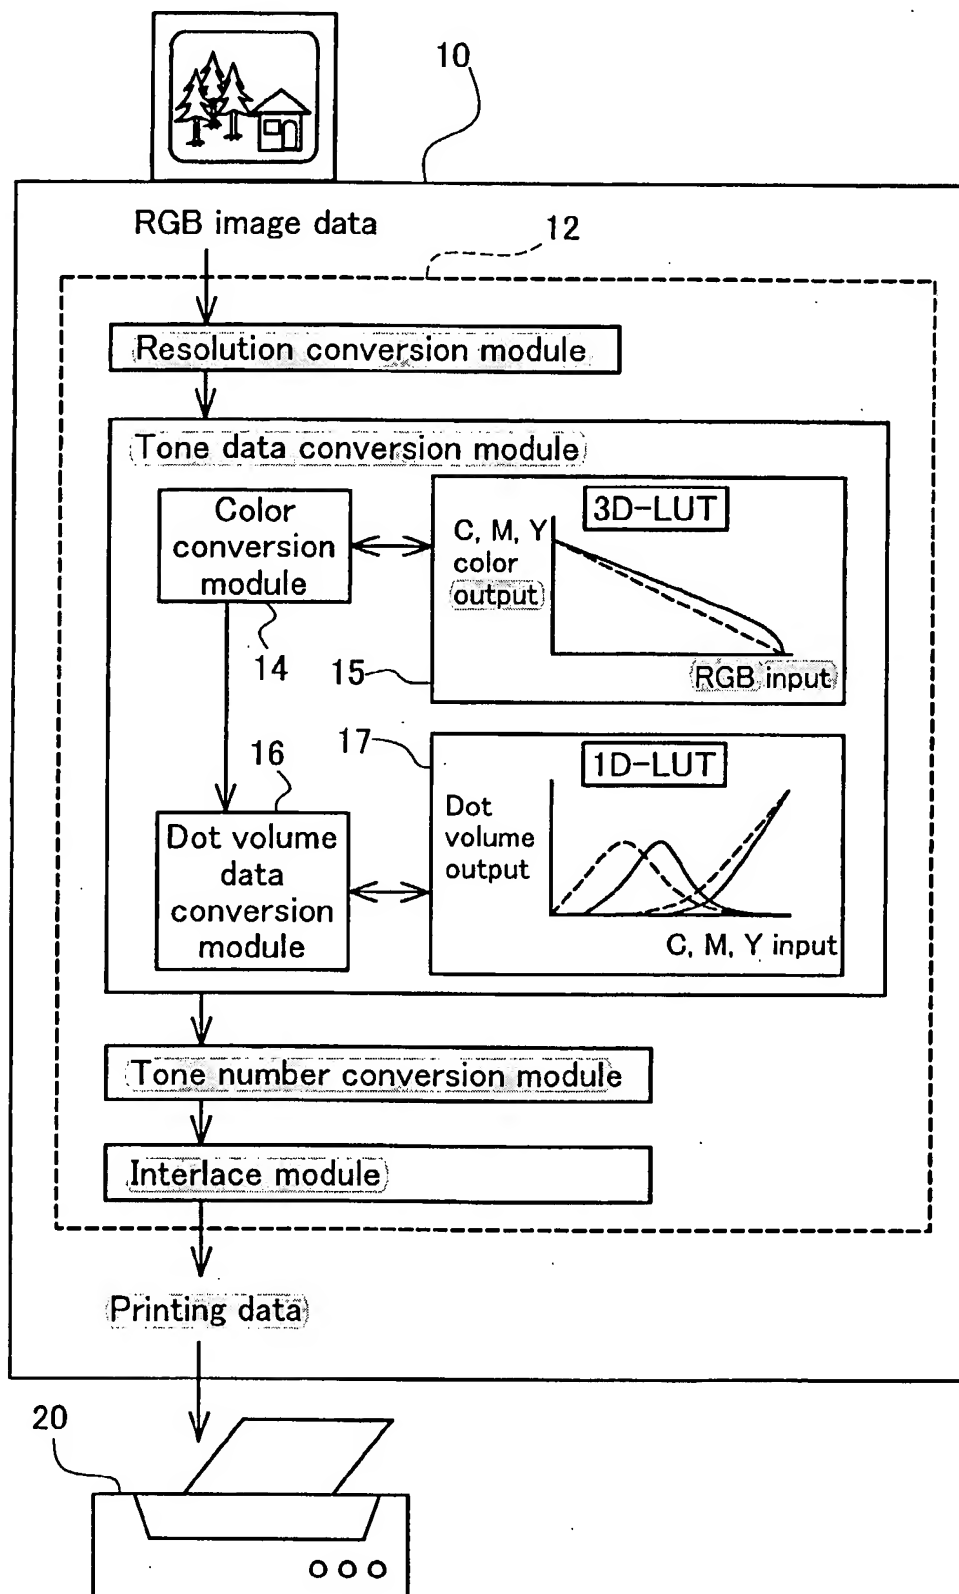 10
RGB image data
12
Resolution conversion module
Tone data conversion module
Color
conversion
module
14
3D-LUT
C, M, Y
color
output
RGB input
15
16
Dot volume
data
conversion
module
17
1D-LUT
Dot
volume
output
C, M, Y input
Tone number conversion module
Interlace module
Printing data
20